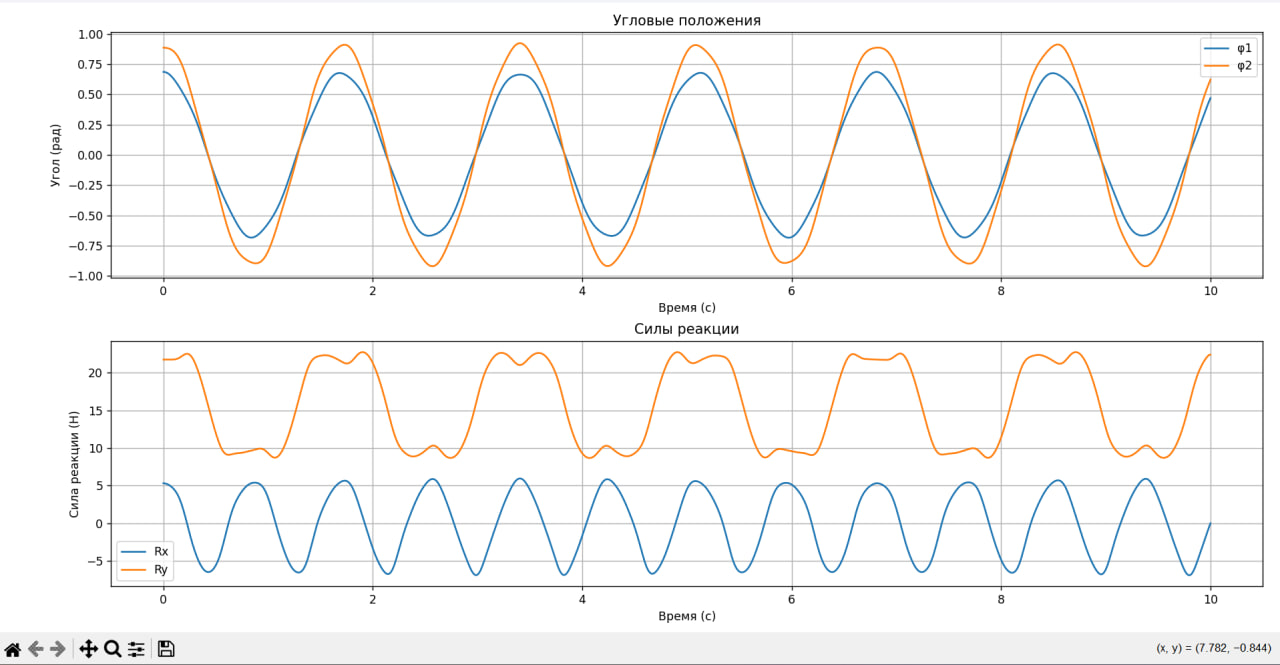 Угловые положения
Угол (рад)
1.00
0.75
0.50
0.25
0.00
−0.25
−0.50
−0.75
−1.00
φ1
φ2
0 2 4 6 8 10
Время (с)
Силы реакции
Сила реакции (Н)
20
15
10
5
0
−5
Rx
Ry
0 2 4 6 8 10
Время (с)
(x, y) = (7.782, −0.844)